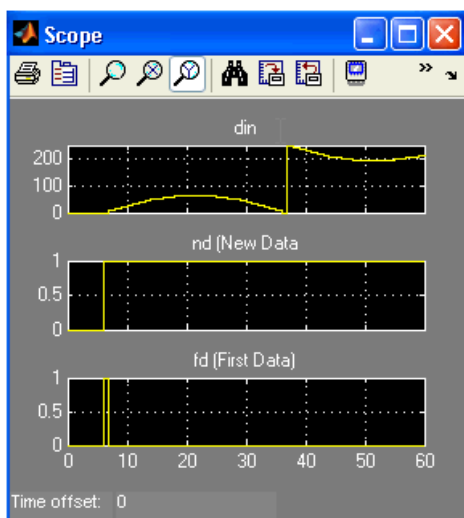 Scope
»
din
200
100
0
nd (New Data
1
0.5
0
fd (First Data)
1
0.5
0
0 10 20 30 40 50 60
Time offset: 0